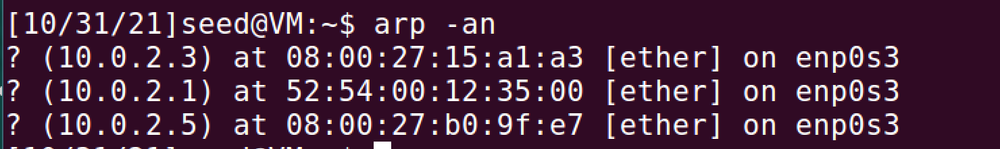 [10/31/21]seed@VM:~$ arp -an
? (10.0.2.3) at 08:00:27:15:a1:a3 [ether] on enp0s3
? (10.0.2.1) at 52:54:00:12:35:00 [ether] on enp0s3
? (10.0.2.5) at 08:00:27:b0:9f:e7 [ether] on enp0s3